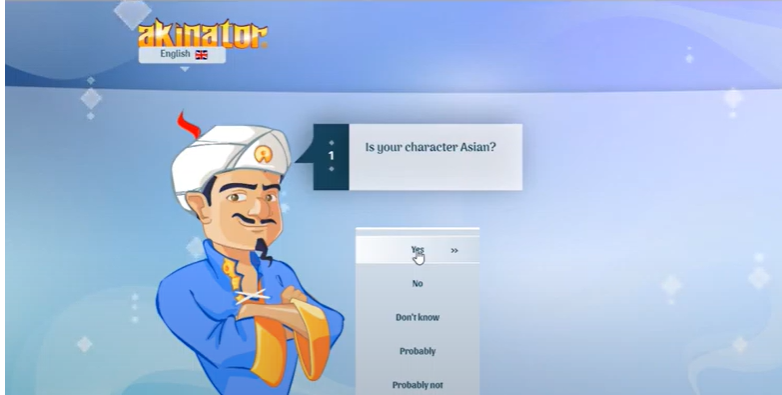 akinator
English
1
Is your character Asian?
Yes »
No
Don't know
Probably
Probably not